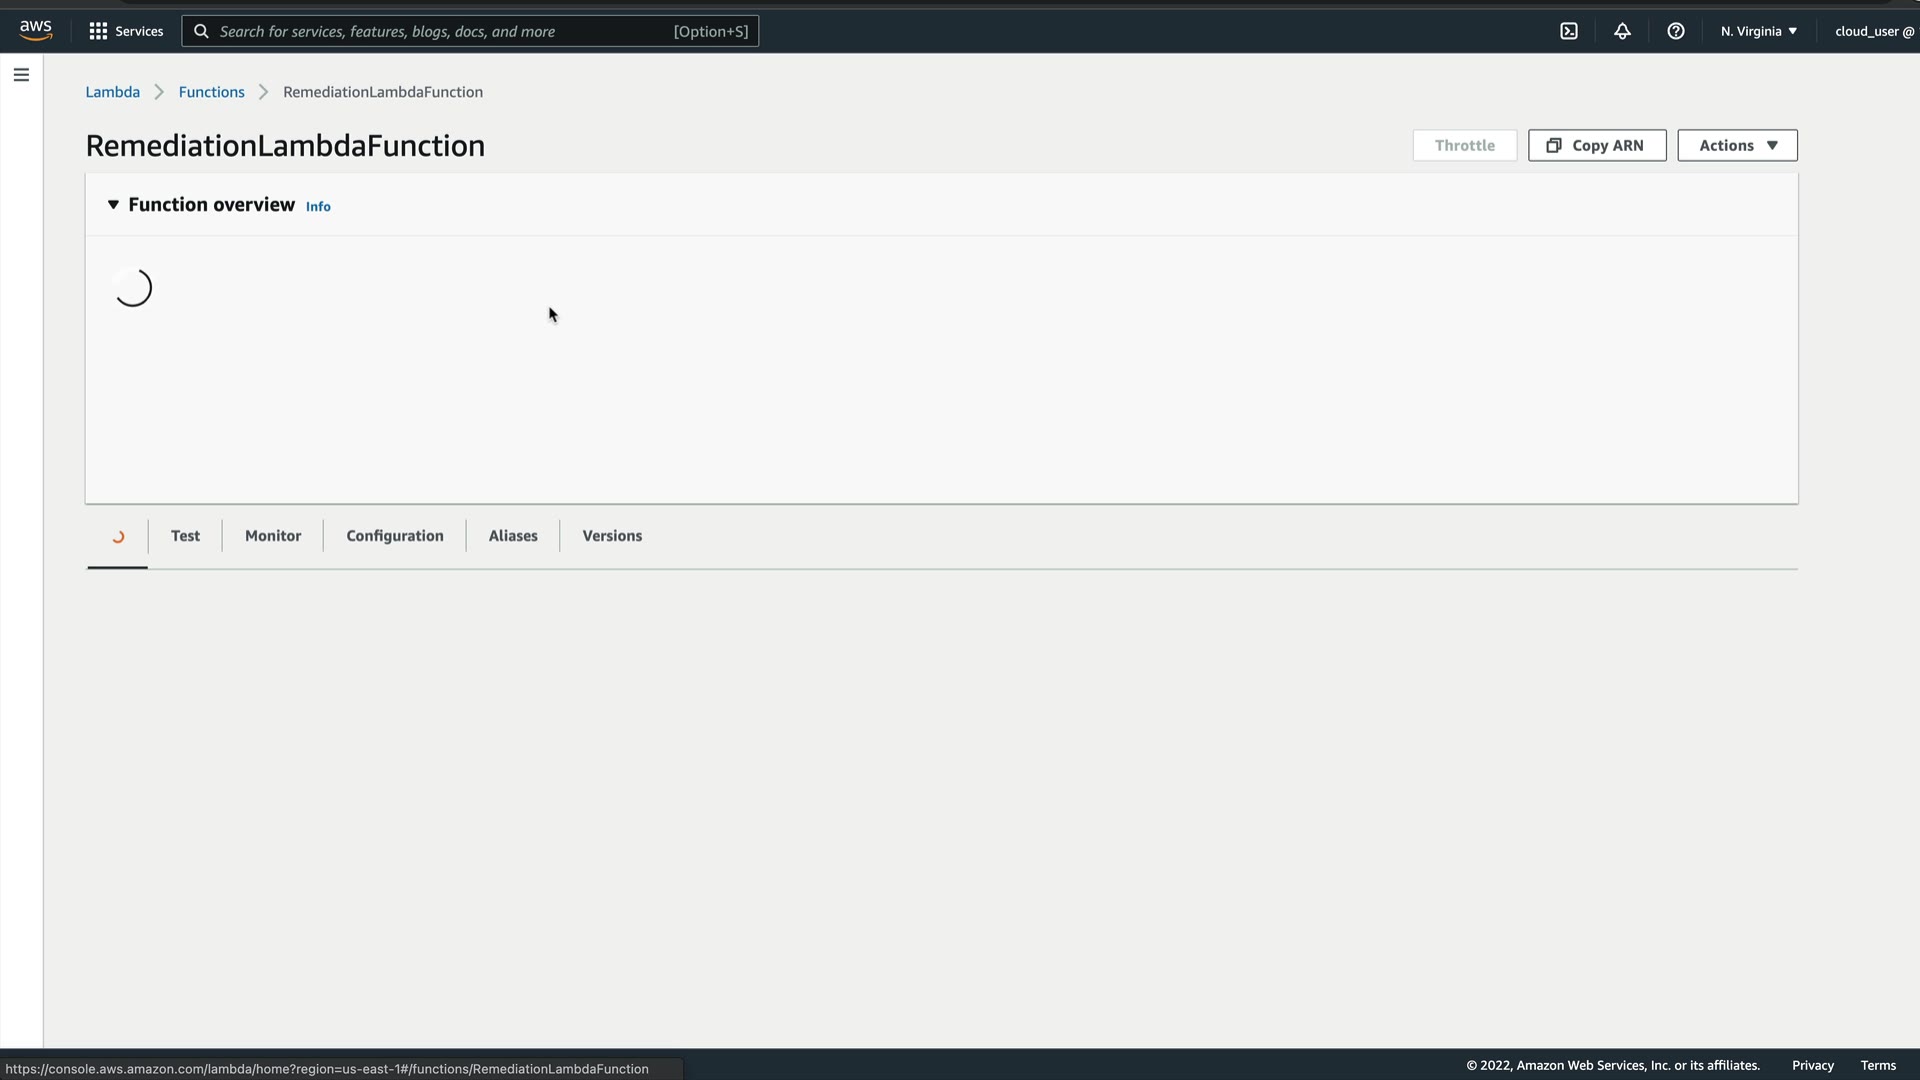 aws
Services
Search for services, features, blogs, docs, and more
[Option+S]
N. Virginia
cloud_user @
Lambda
Functions
RemediationLambdaFunction
RemediationLambdaFunction
Throttle
Copy ARN
Actions
Function overview
Info
Test
Monitor
Configuration
Aliases
Versions
https://console.aws.amazon.com/lambda/home?region=us-east-1#/functions/RemediationLambdaFunction
© 2022, Amazon Web Services, Inc. or its affiliates.
Privacy
Terms